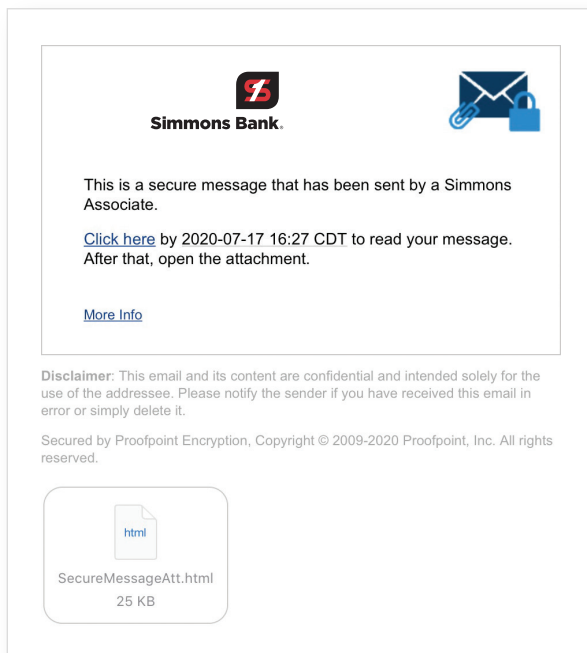 Simmons Bank.
This is a secure message that has been sent by a Simmons
Associate.
Click here by 2020-07-17 16:27 CDT to read your message.
After that, open the attachment.
More Info
Disclaimer: This email and its content are confidential and intended solely for the
use of the addressee. Please notify the sender if you have received this email in
error or simply delete it.
Secured by Proofpoint Encryption, Copyright © 2009-2020 Proofpoint, Inc. All rights
reserved.
html
SecureMessageAtt.html
25 KB